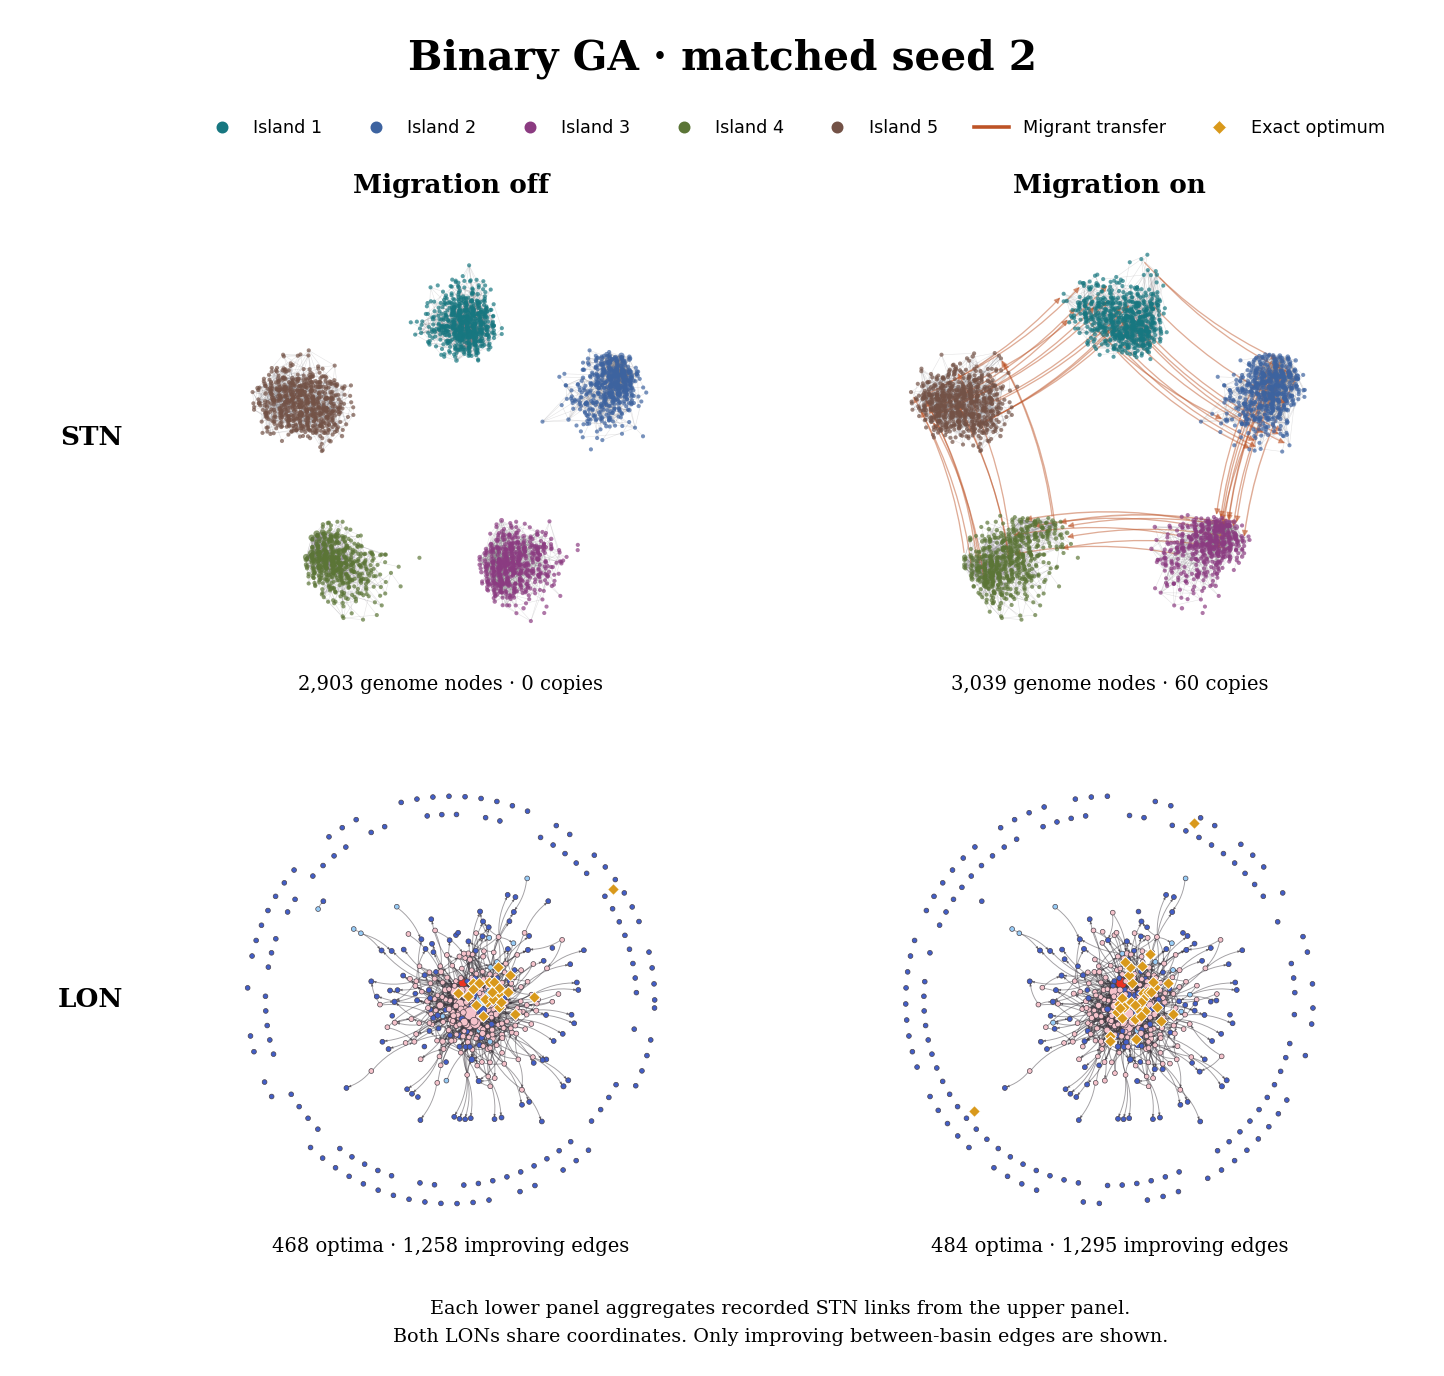 Binary GA · matched seed 2
Island 1 Island 2 Island 3 Island 4 Island 5 Migrant transfer Exact optimum
Migration off Migration on
STN
2,903 genome nodes · 0 copies 3,039 genome nodes · 60 copies
LON
468 optima · 1,258 improving edges 484 optima · 1,295 improving edges
Each lower panel aggregates recorded STN links from the upper panel.
Both LONs share coordinates. Only improving between-basin edges are shown.